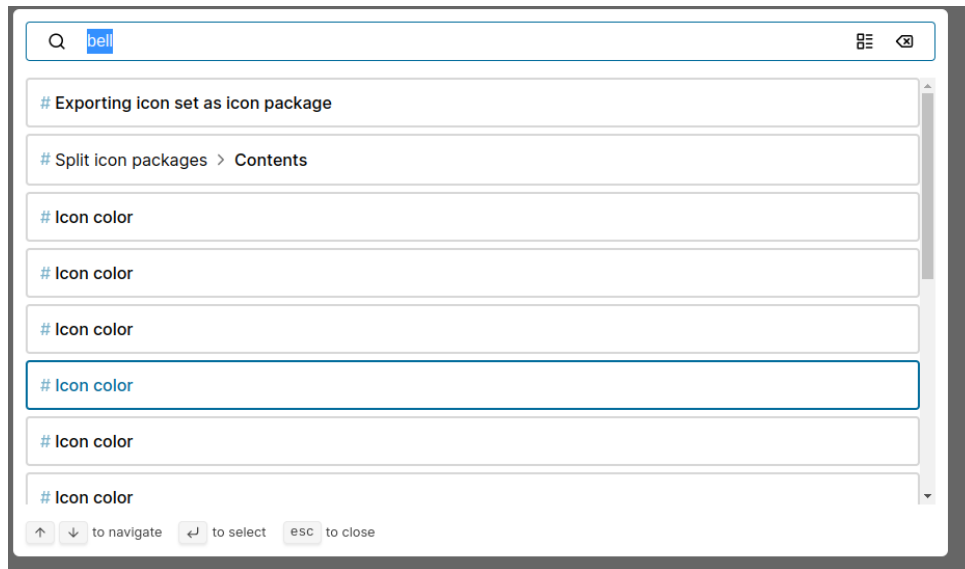 bell
# Exporting icon set as icon package
# Split icon packages > Contents
# Icon color
# Icon color
# Icon color
# Icon color
# Icon color
# Icon color
↑ ↓ to navigate ↵ to select esc to close